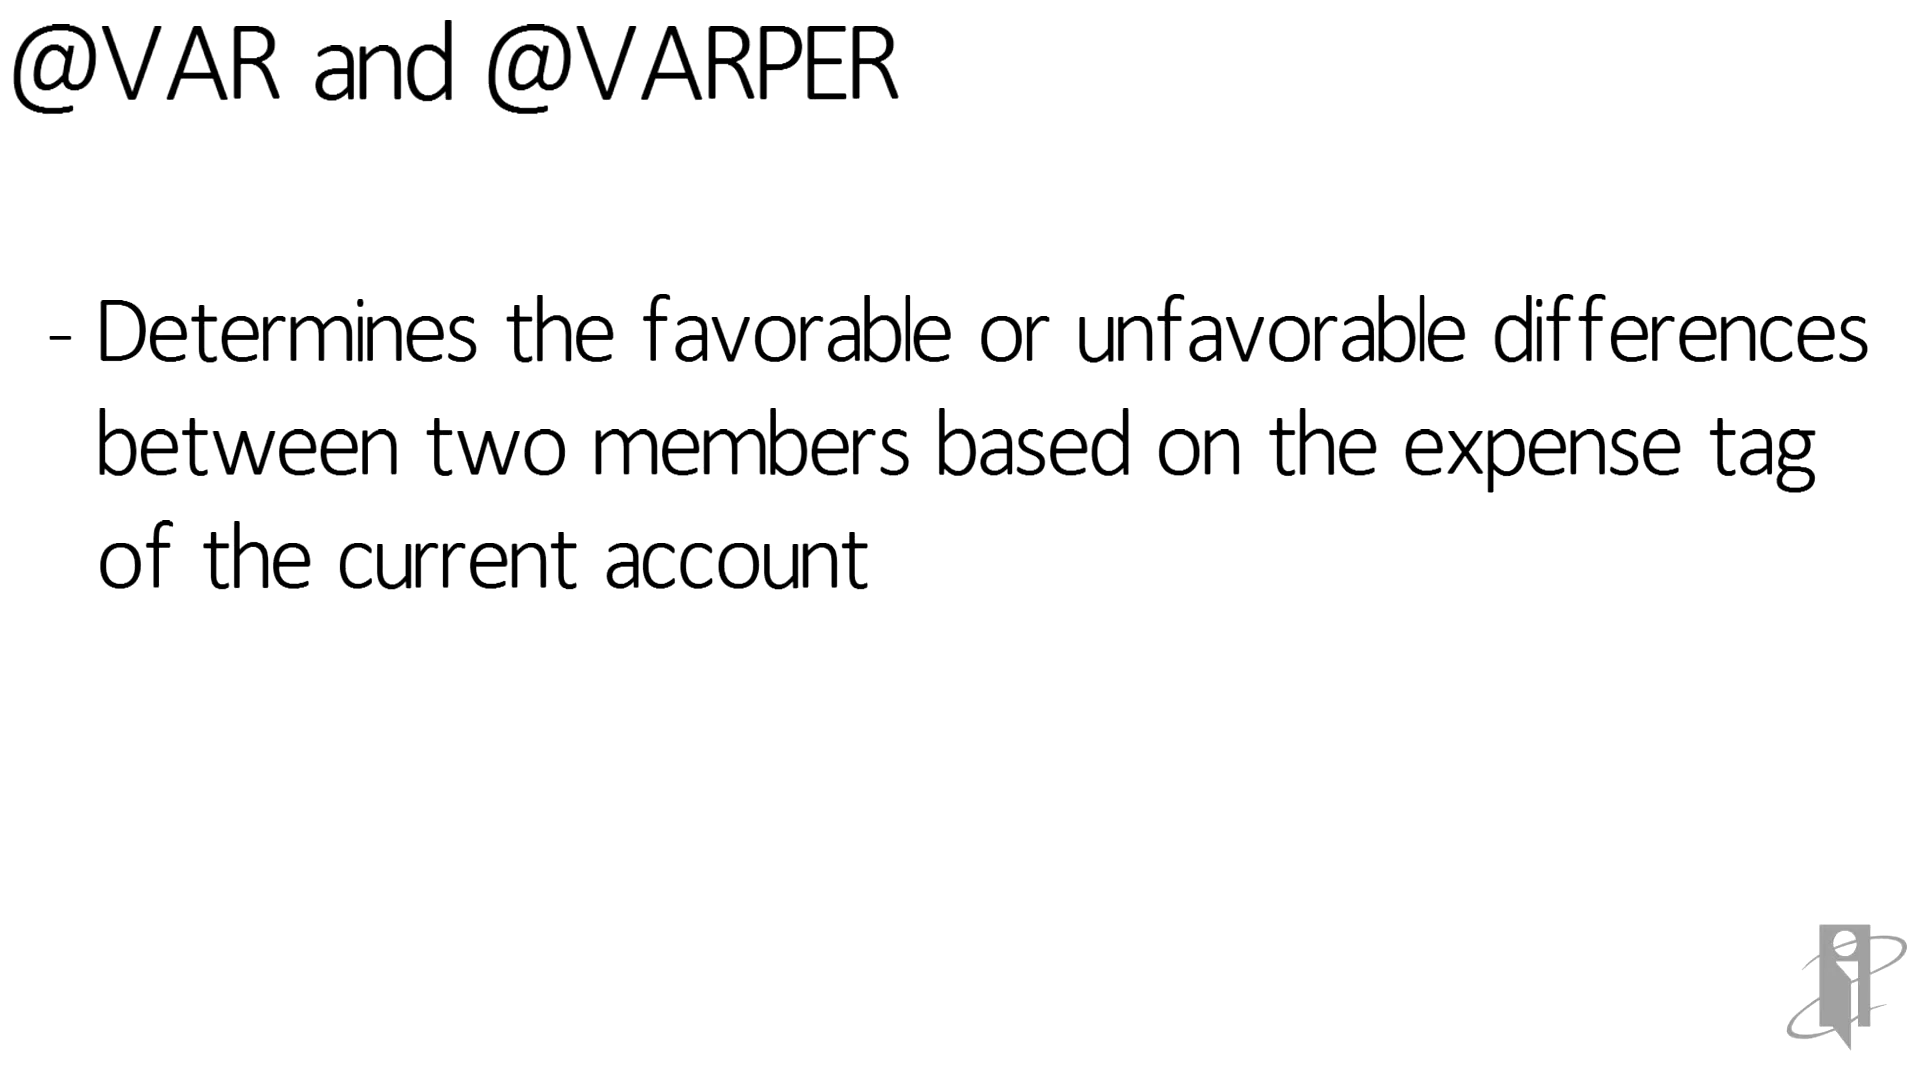 @VAR and @VARPER
- Determines the favorable or unfavorable differences
between two members based on the expense tag
of the current account